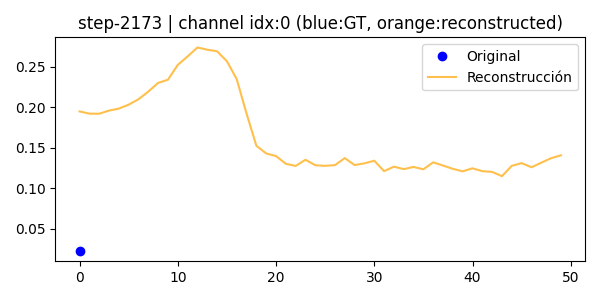 step-2173 | channel idx:0 (blue:GT, orange:reconstructed)
Original
Reconstrucción
0.25
0.20
0.15
0.10
0.05
0 10 20 30 40 50